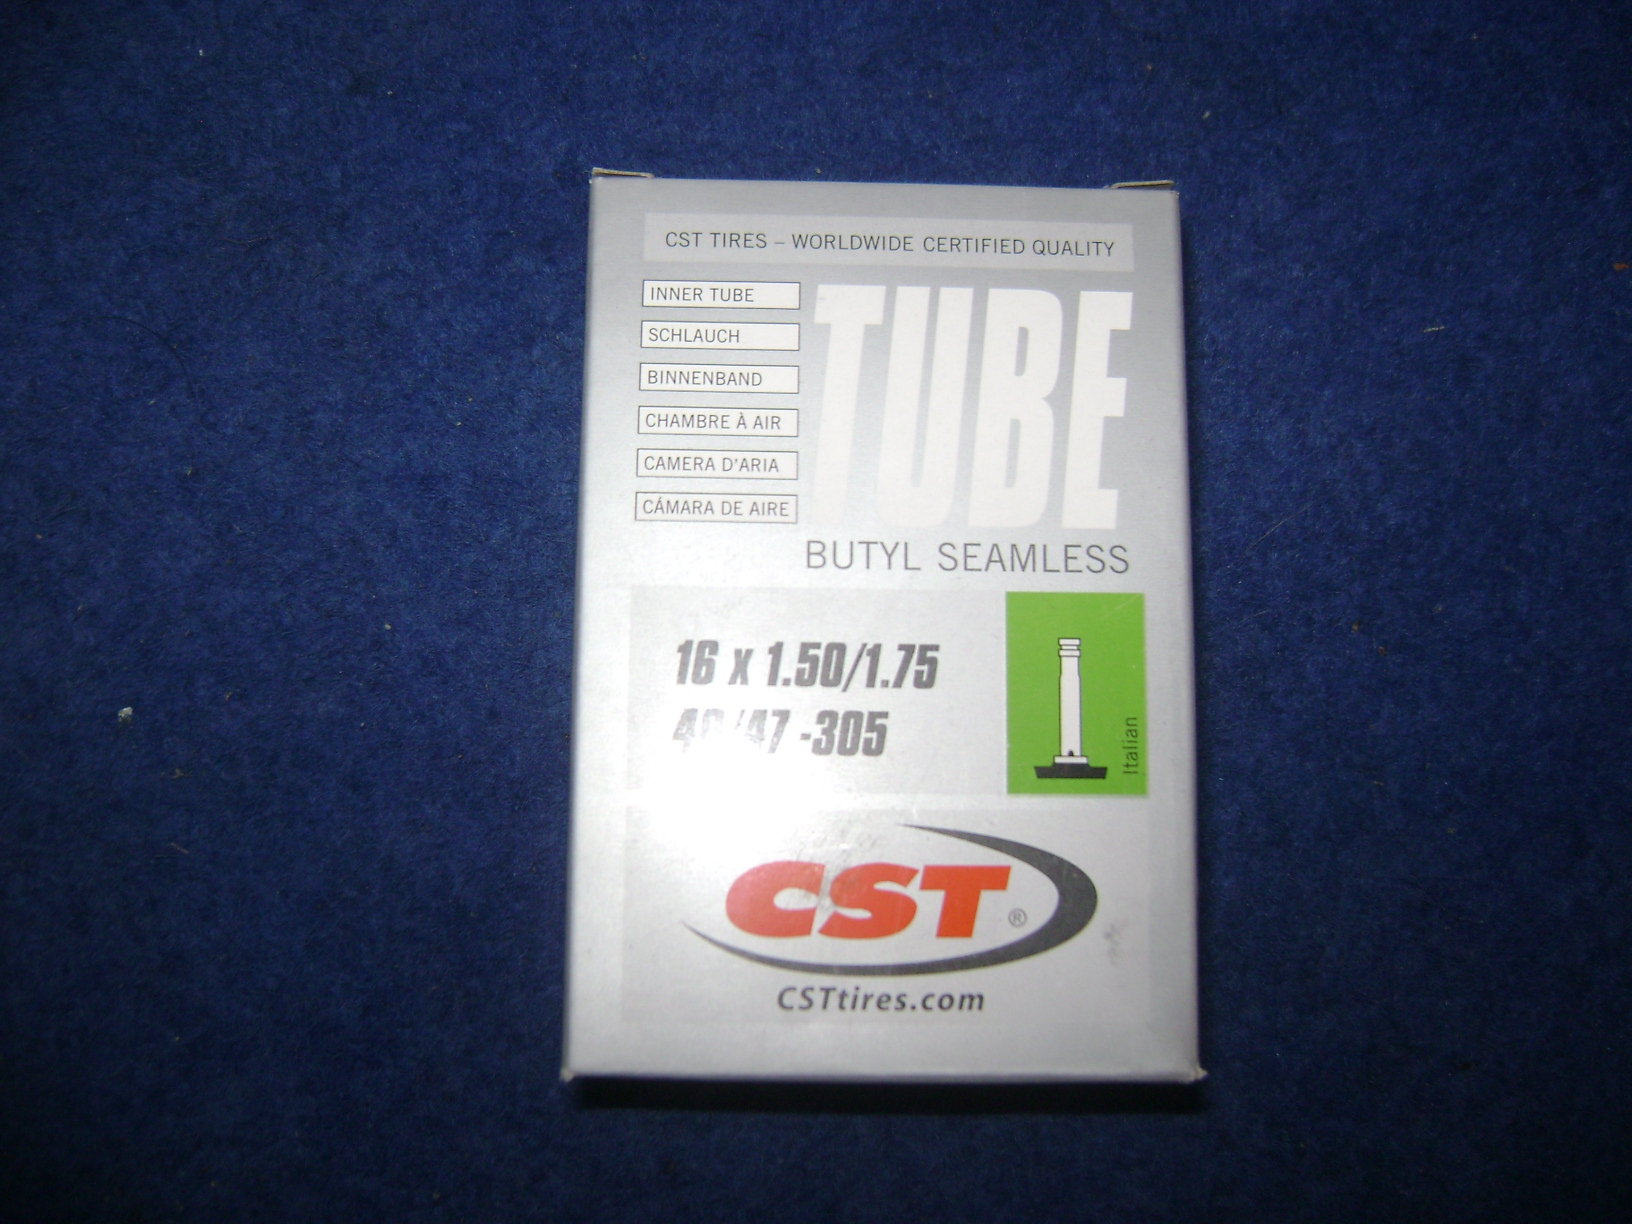 CST TIRES – WORLDWIDE CERTIFIED QUALITY
INNER TUBE
SCHLAUCH
BINNENBAND
CHAMBRE À AIR
CAMERA D'ARIA
CÁMARA DE AIRE
TUBE
BUTYL SEAMLESS
16 x 1.50/1.75
/47 -305
Italian
CST ®
CSTtires.com